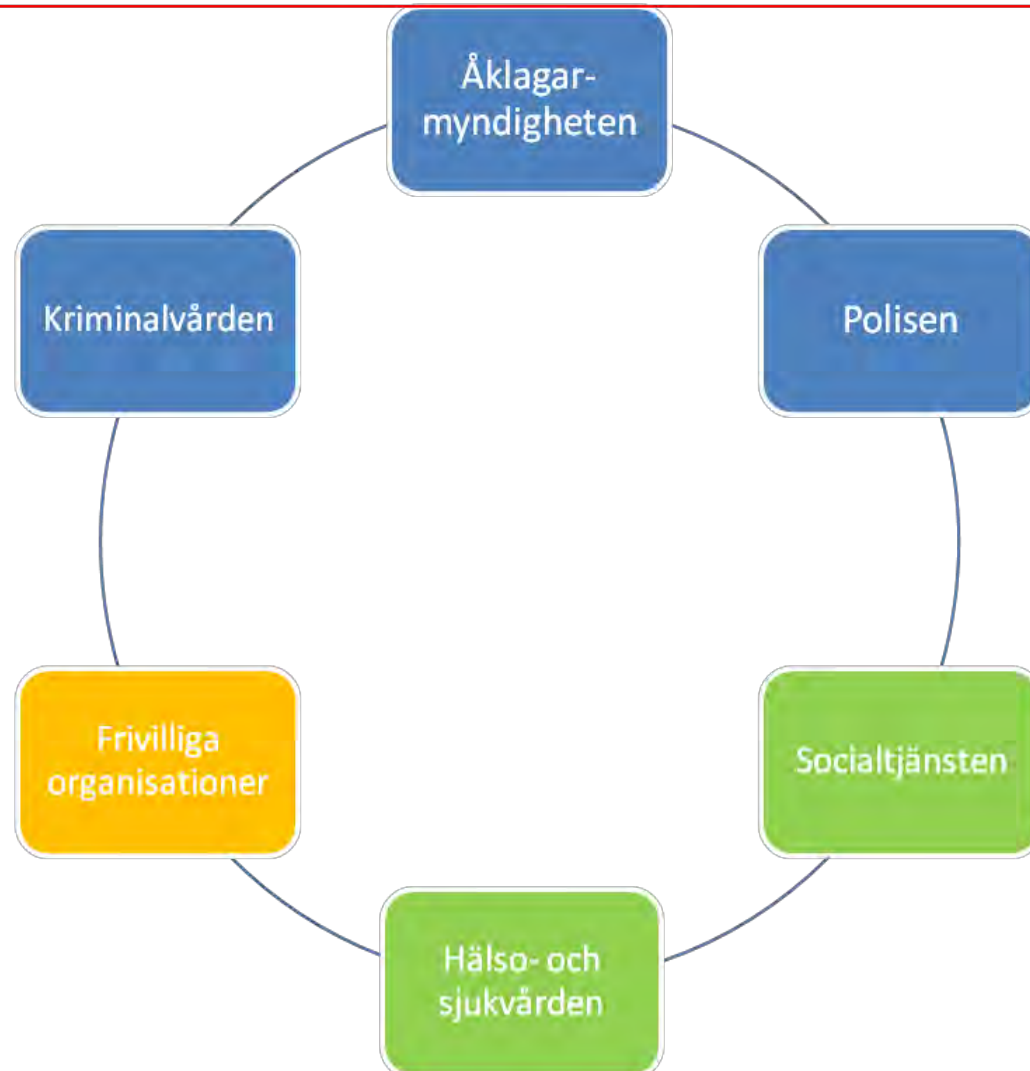 Åklagar-
myndigheten
Kriminalvården
Polisen
Frivilliga
organisationer
Socialtjänsten
Hälso- och
sjukvården